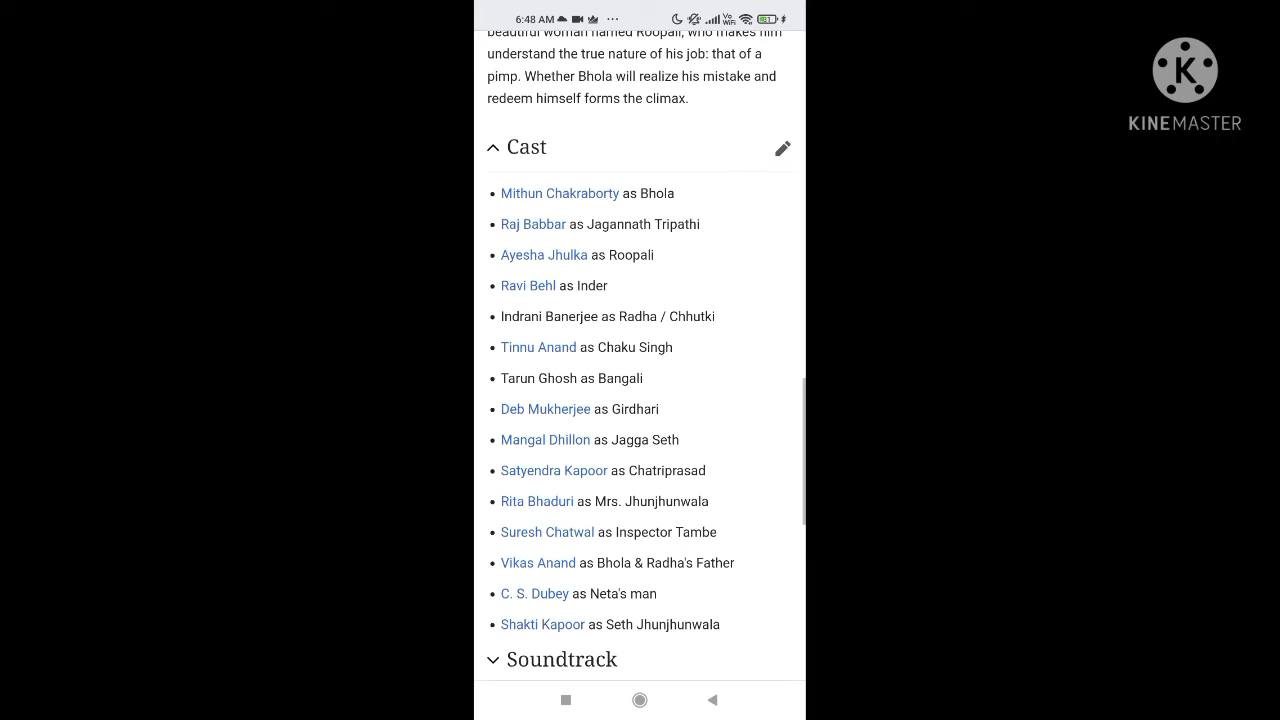 6:48 AM
Vo WiFi
81
beautiful woman named Roopali, who makes him
understand the true nature of his job: that of a
pimp. Whether Bhola will realize his mistake and
redeem himself forms the climax.
Cast
• Mithun Chakraborty as Bhola
• Raj Babbar as Jagannath Tripathi
• Ayesha Jhulka as Roopali
• Ravi Behl as Inder
• Indrani Banerjee as Radha / Chhutki
• Tinnu Anand as Chaku Singh
• Tarun Ghosh as Bangali
• Deb Mukherjee as Girdhari
• Mangal Dhillon as Jagga Seth
• Satyendra Kapoor as Chatriprasad
• Rita Bhaduri as Mrs. Jhunjhunwala
• Suresh Chatwal as Inspector Tambe
• Vikas Anand as Bhola & Radha's Father
• C. S. Dubey as Neta's man
• Shakti Kapoor as Seth Jhunjhunwala
Soundtrack
K
KINEMASTER